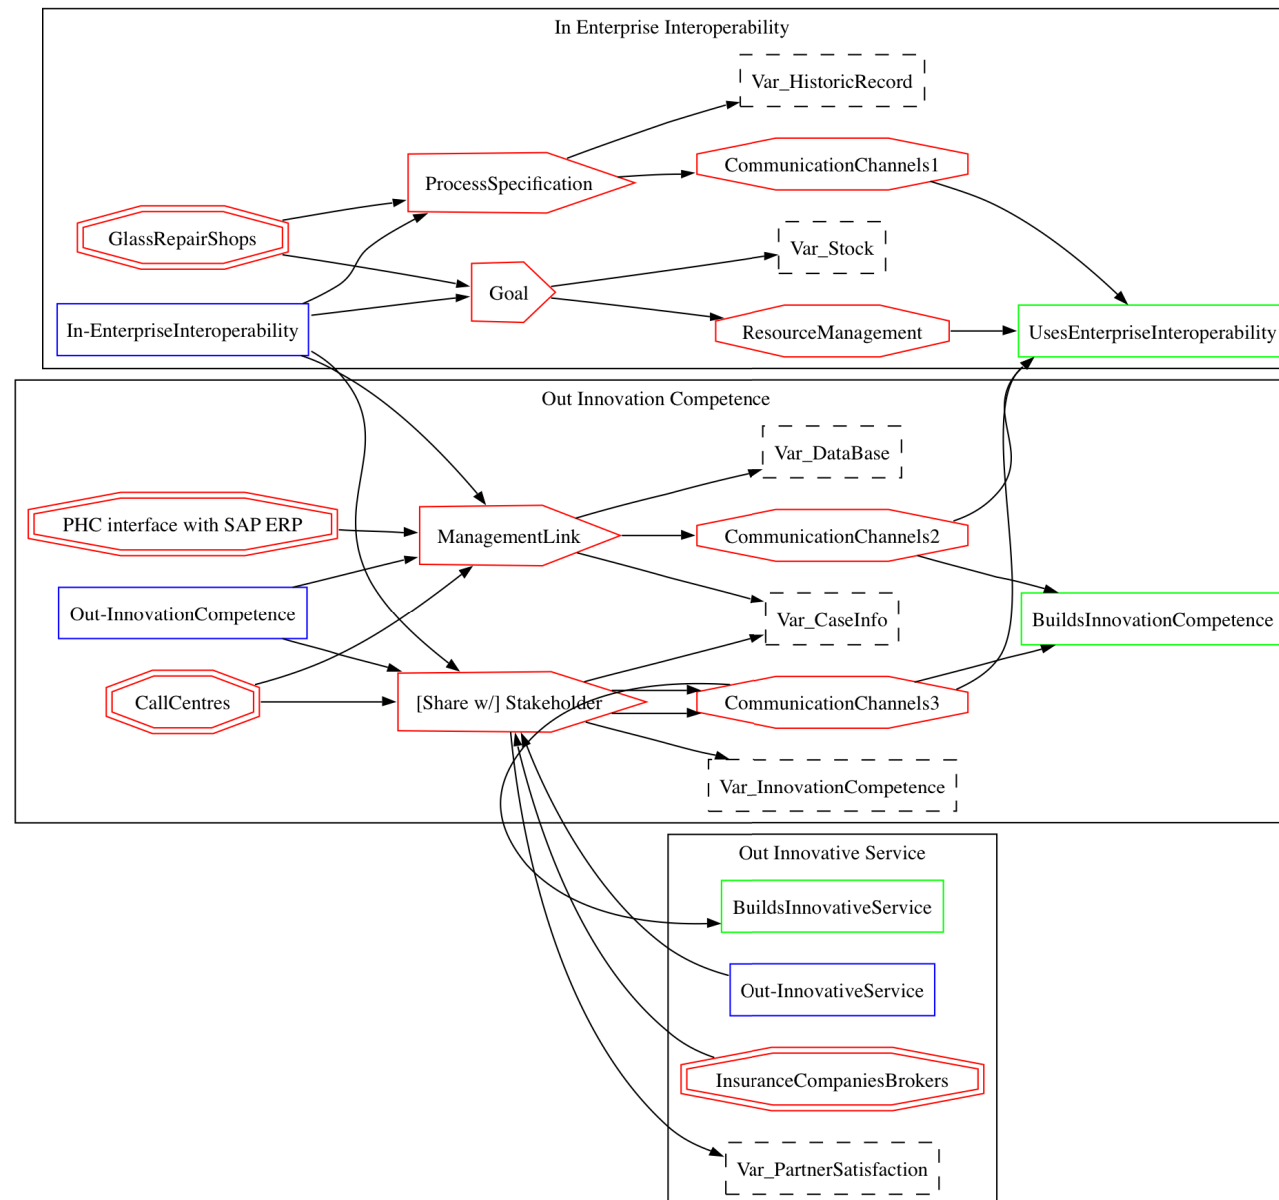 In Enterprise Interoperability
Var_HistoricRecord
CommunicationChannels1
ProcessSpecification
GlassRepairShops
Var_Stock
Goal
In-EnterpriseInteroperability
ResourceManagement
UsesEnterpriseInteroperability
Out Innovation Competence
Var_DataBase
PHC interface with SAP ERP
ManagementLink
CommunicationChannels2
Out-InnovationCompetence
Var_CaseInfo
BuildsInnovationCompetence
CallCentres
[Share w/] Stakeholder
CommunicationChannels3
Var_InnovationCompetence
Out Innovative Service
BuildsInnovativeService
Out-InnovativeService
InsuranceCompaniesBrokers
Var_PartnerSatisfaction